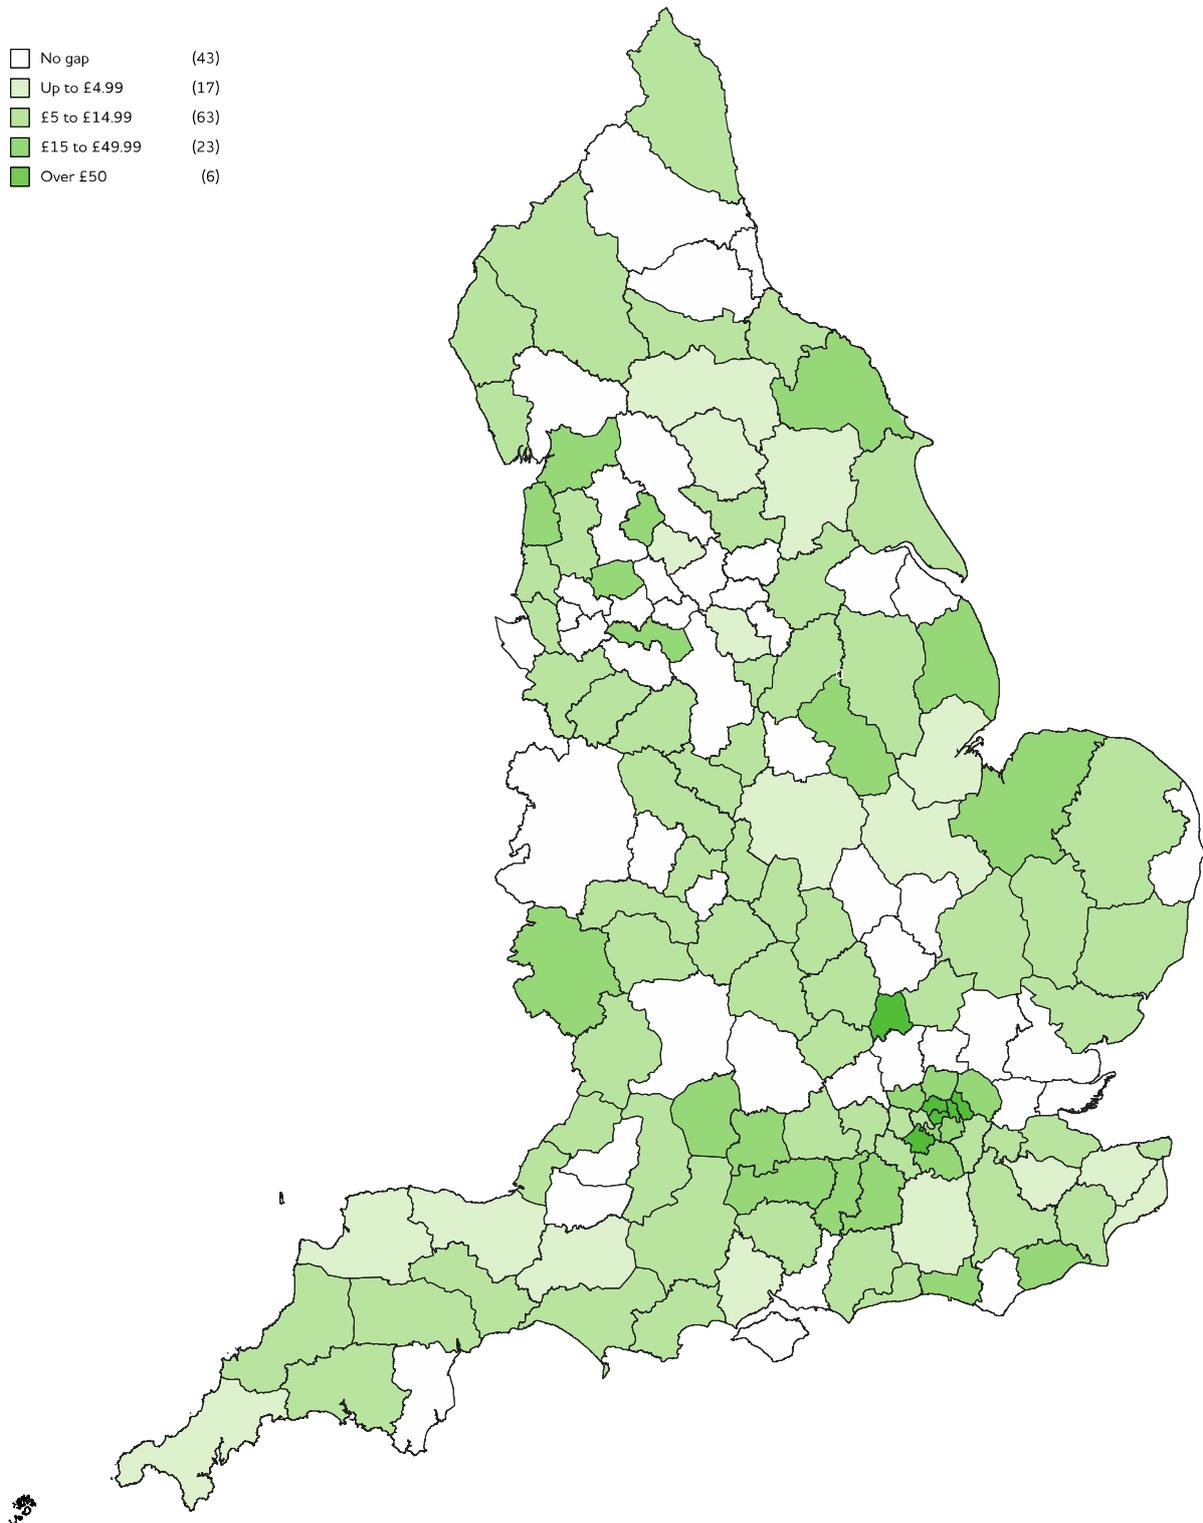 No gap (43)
Up to £4.99 (17)
£5 to £14.99 (63)
£15 to £49.99 (23)
Over £50 (6)